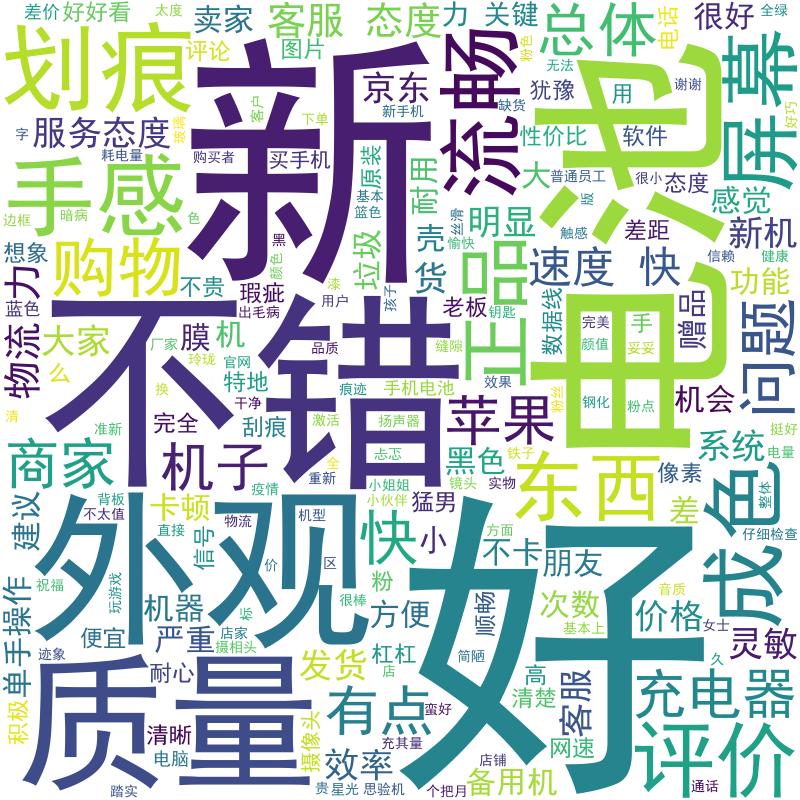 差价
好好看
太度
卖家
客服
态度
力
关键
总体
电话
很好
全绿
划痕
评论
图片
新
流畅
粉色
无法
屏幕
京东
犹豫
用
谢谢
池
好巧
字
服务态度
客户
下单
新手机
缺货
性价比
软件
玻璃
耗电量
购买者
买手机
原装
耐用
大
普通员工
很小
态度
手感
基本
蓝色
版
感觉
边框
暗病
色
明显
触感
差距
新机
丝丝滑
想象
购物
黑
垃圾
愉快
壳
货
正品
速度
快
信赖
健康
物流
力
不贵
瑕疵
颜色
漆
孩子
功能
蓝色
出毛病
用户
老板
钥匙
数据线
完美
手
赠品
问题
不错
大家
膜
机
厂家
品质
缝隙
颜值
妥妥
电
么
玲珑
官网
特地
痕迹
手机电池
效果
换
干净
粉丝
钢化
粉点
机会
清
完全
刮痕
激活
扬声器
苹果
准新
商家
机子
全
忐忑
黑色
铁子
系统
挺好
电量
重新
东西
像素
建议
背板
疫情
小姐姐
镜头
实物
成色
整体
不太值
卡顿
小伙伴
猛男
差
外观
直接
物流
机型
快
小
方面
不卡
朋友
仔细检查
信号
祝福
玩游戏
价
区
粉
好
音质
单手操作
机器
标
很棒
方便
顺畅
次数
价格
女士
便宜
严重
店家
基本上
灵敏
摄相头
迹象
耐心
发货
杠杠
简陋
久
质量
店
高
清楚
客服
充电器
积极
有点
蛮好
清晰
摄像头
网速
评价
电脑
充其量
效率
店铺
备用机
踏实
贵
星光
思验机
个把月
通话